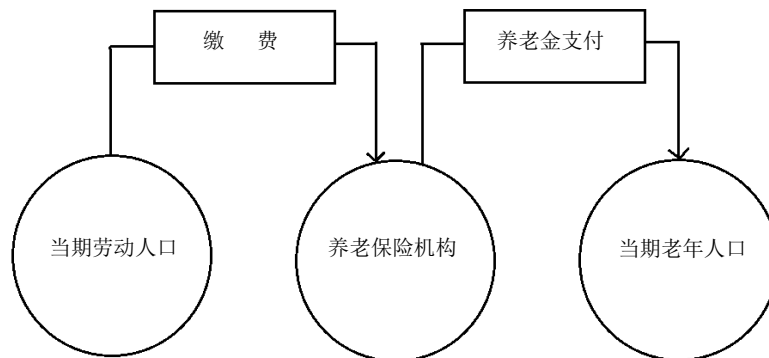 缴 费
养老金支付
当期劳动人口
养老保险机构
当期老年人口